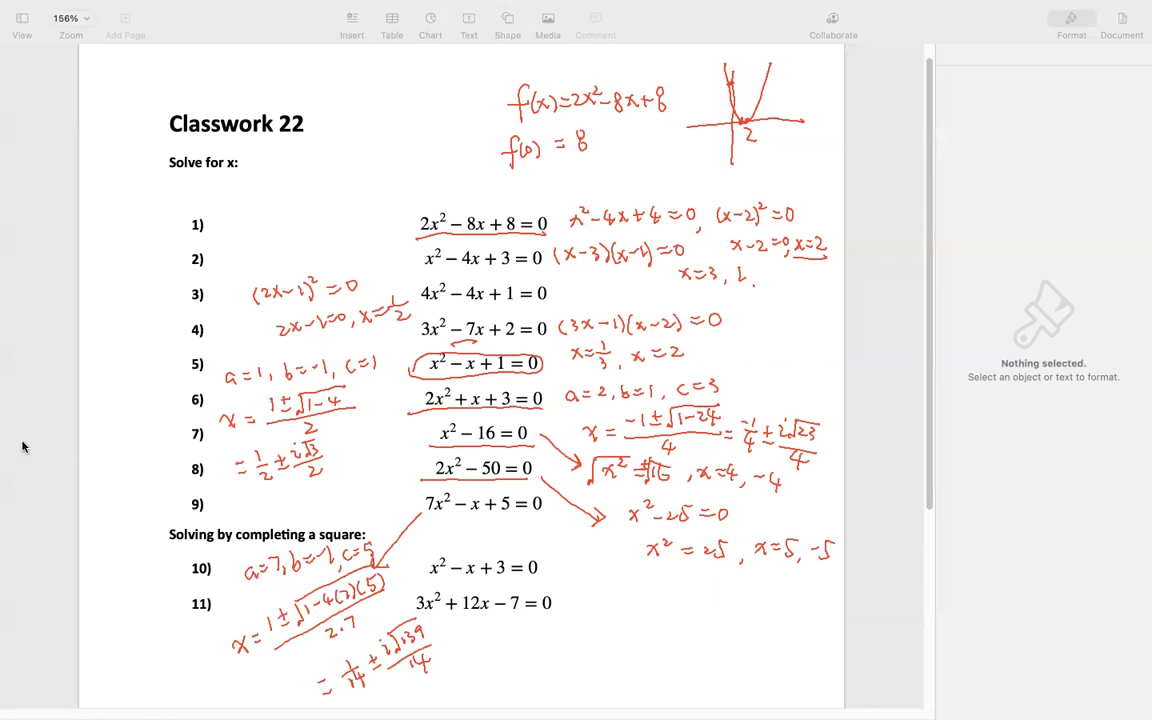 156%
View Zoom Add Page Insert Table Chart Text Shape Media Comment Collaborate Format Document
f(x)=2x²-8x+8
f(0) = 8
2
Classwork 22
Solve for x:
1) 2x² − 8x + 8 = 0 x²-4x+4=0, (x-2)²=0
x-2=0, x=2
2) x² − 4x + 3 = 0 (x-3)(x-1)=0
x=3, 1.
(2x-1)²=0
3) 4x² − 4x + 1 = 0
2x-1=0, x=1/2
4) 3x² − 7x + 2 = 0 (3x-1)(x-2)=0
x=1/3, x=2
5) x² − x + 1 = 0
a=1, b=-1, c=1
x = (1±√(1-4))/2
= 1/2 ± i√3/2
6) 2x² + x + 3 = 0 a=2, b=1, c=3
x = (-1±√(1-24))/4 = -1/4 ± i√23/4
7) x² − 16 = 0
√x² = ±√16, x=4, -4
8) 2x² − 50 = 0
x²-25=0
x² = 25, x=5, -5
9) 7x² − x + 5 = 0
Solving by completing a square:
a=7, b=-1, c=5
x = (1±√(1-4(7)(5)))/2·7
= 1/14 ± i√139/14
10) x² − x + 3 = 0
11) 3x² + 12x − 7 = 0
Nothing selected.
Select an object or text to format.